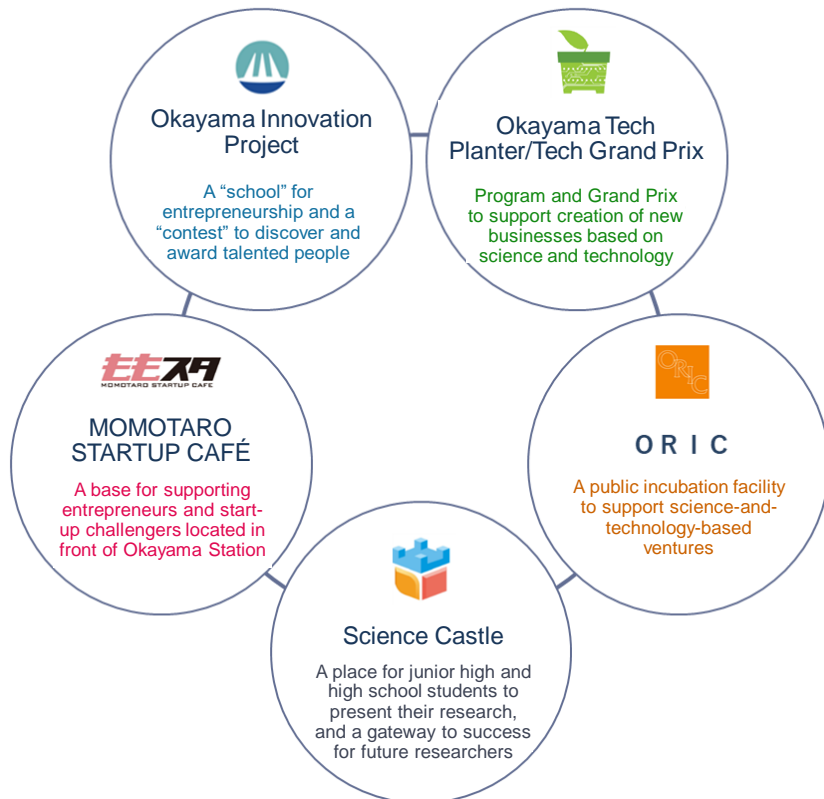 Okayama Innovation
Project
A “school” for
entrepreneurship and a
“contest” to discover and
award talented people
Okayama Tech
Planter/Tech Grand Prix
Program and Grand Prix
to support creation of new
businesses based on
science and technology
ももスタ
MOMOTARO STARTUP CAFE
MOMOTARO
STARTUP CAFÉ
A base for supporting
entrepreneurs and start-
up challengers located in
front of Okayama Station
ORIC
ORIC
A public incubation facility
to support science-and-
technology-based
ventures
Science Castle
A place for junior high and
high school students to
present their research,
and a gateway to success
for future researchers